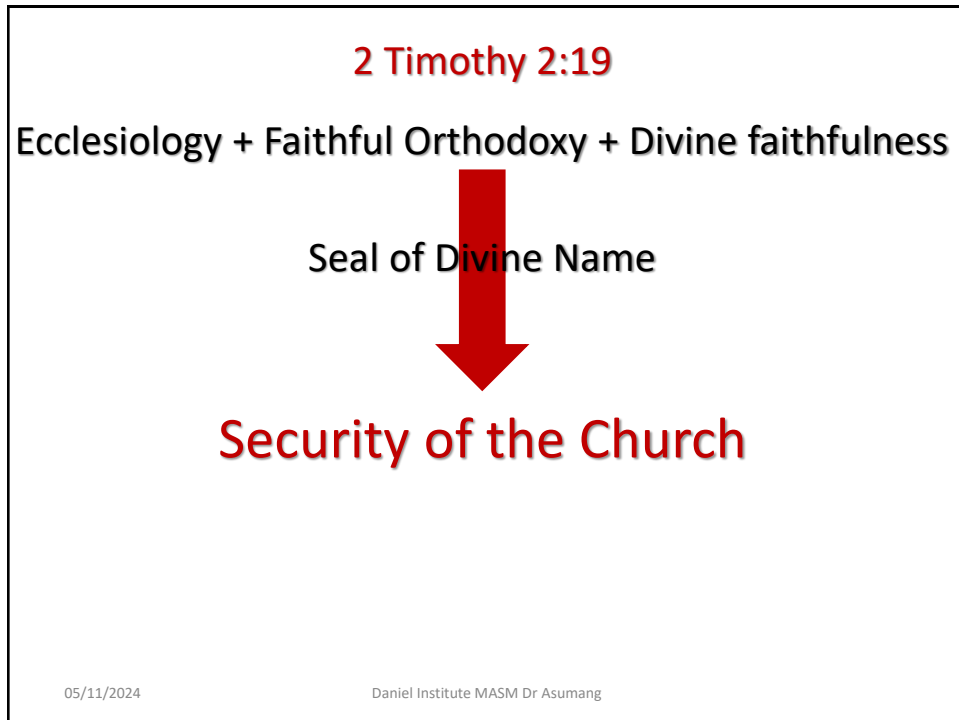 2 Timothy 2:19
Ecclesiology + Faithful Orthodoxy + Divine faithfulness
Seal of Divine Name
Security of the Church
05/11/2024 Daniel Institute MASM Dr Asumang